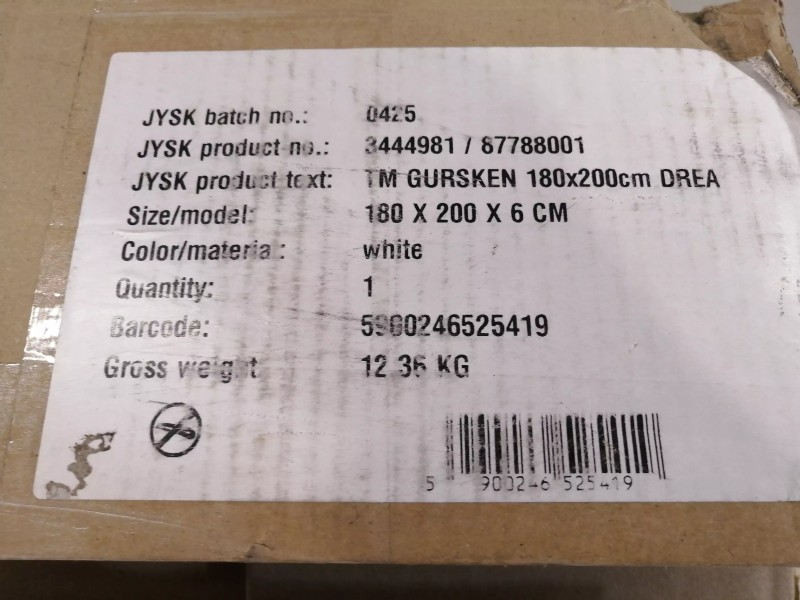 JYSK batch no.: 0425
JYSK product no.: 3444981 / 87788001
JYSK product text: TM GURSKEN 180x200cm DREA
Size/model: 180 X 200 X 6 CM
Color/material: white
Quantity: 1
Barcode: 5900246525419
Gross weight 12.36 KG
5 900246 525419